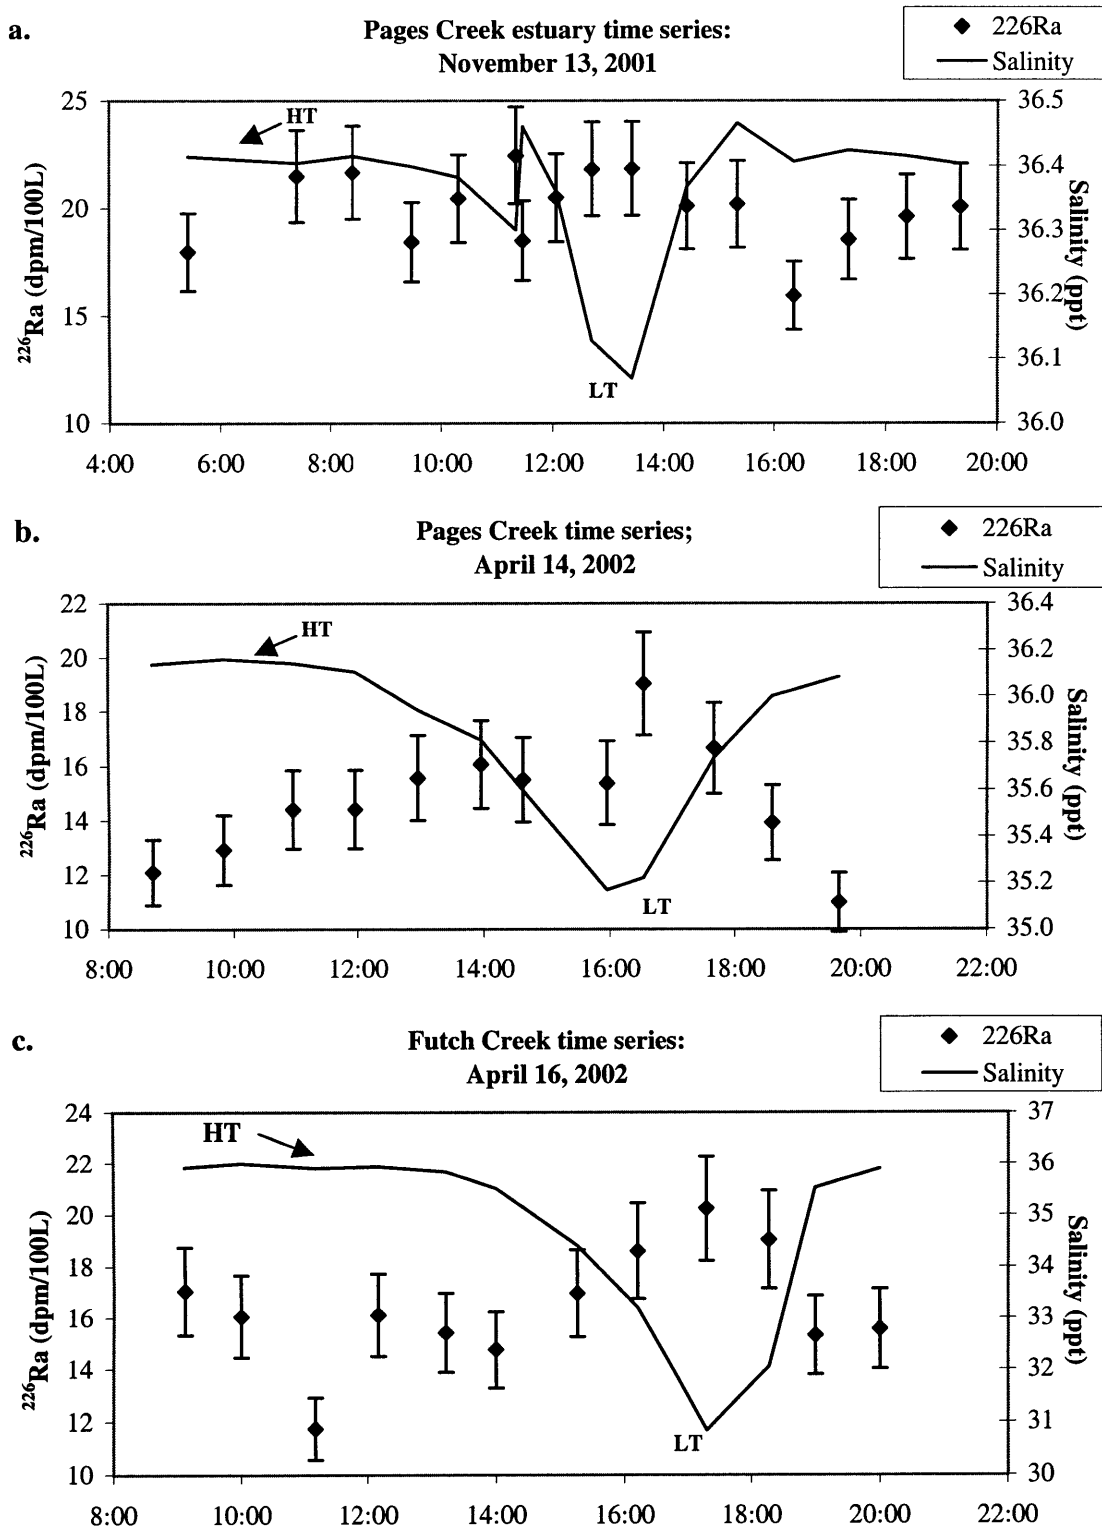 a.
Pages Creek estuary time series:
November 13, 2001
226Ra
Salinity
HT
LT
25
20
15
10
226Ra (dpm/100L)
36.5
36.4
36.3
36.2
36.1
36.0
Salinity (ppt)
4:00 6:00 8:00 10:00 12:00 14:00 16:00 18:00 20:00
b.
Pages Creek time series;
April 14, 2002
226Ra
Salinity
HT
LT
22
20
18
16
14
12
10
226Ra (dpm/100L)
36.4
36.2
36.0
35.8
35.6
35.4
35.2
35.0
Salinity (ppt)
8:00 10:00 12:00 14:00 16:00 18:00 20:00 22:00
c.
Futch Creek time series:
April 16, 2002
226Ra
Salinity
HT
LT
24
22
20
18
16
14
12
10
226Ra (dpm/100L)
37
36
35
34
33
32
31
30
Salinity (ppt)
8:00 10:00 12:00 14:00 16:00 18:00 20:00 22:00